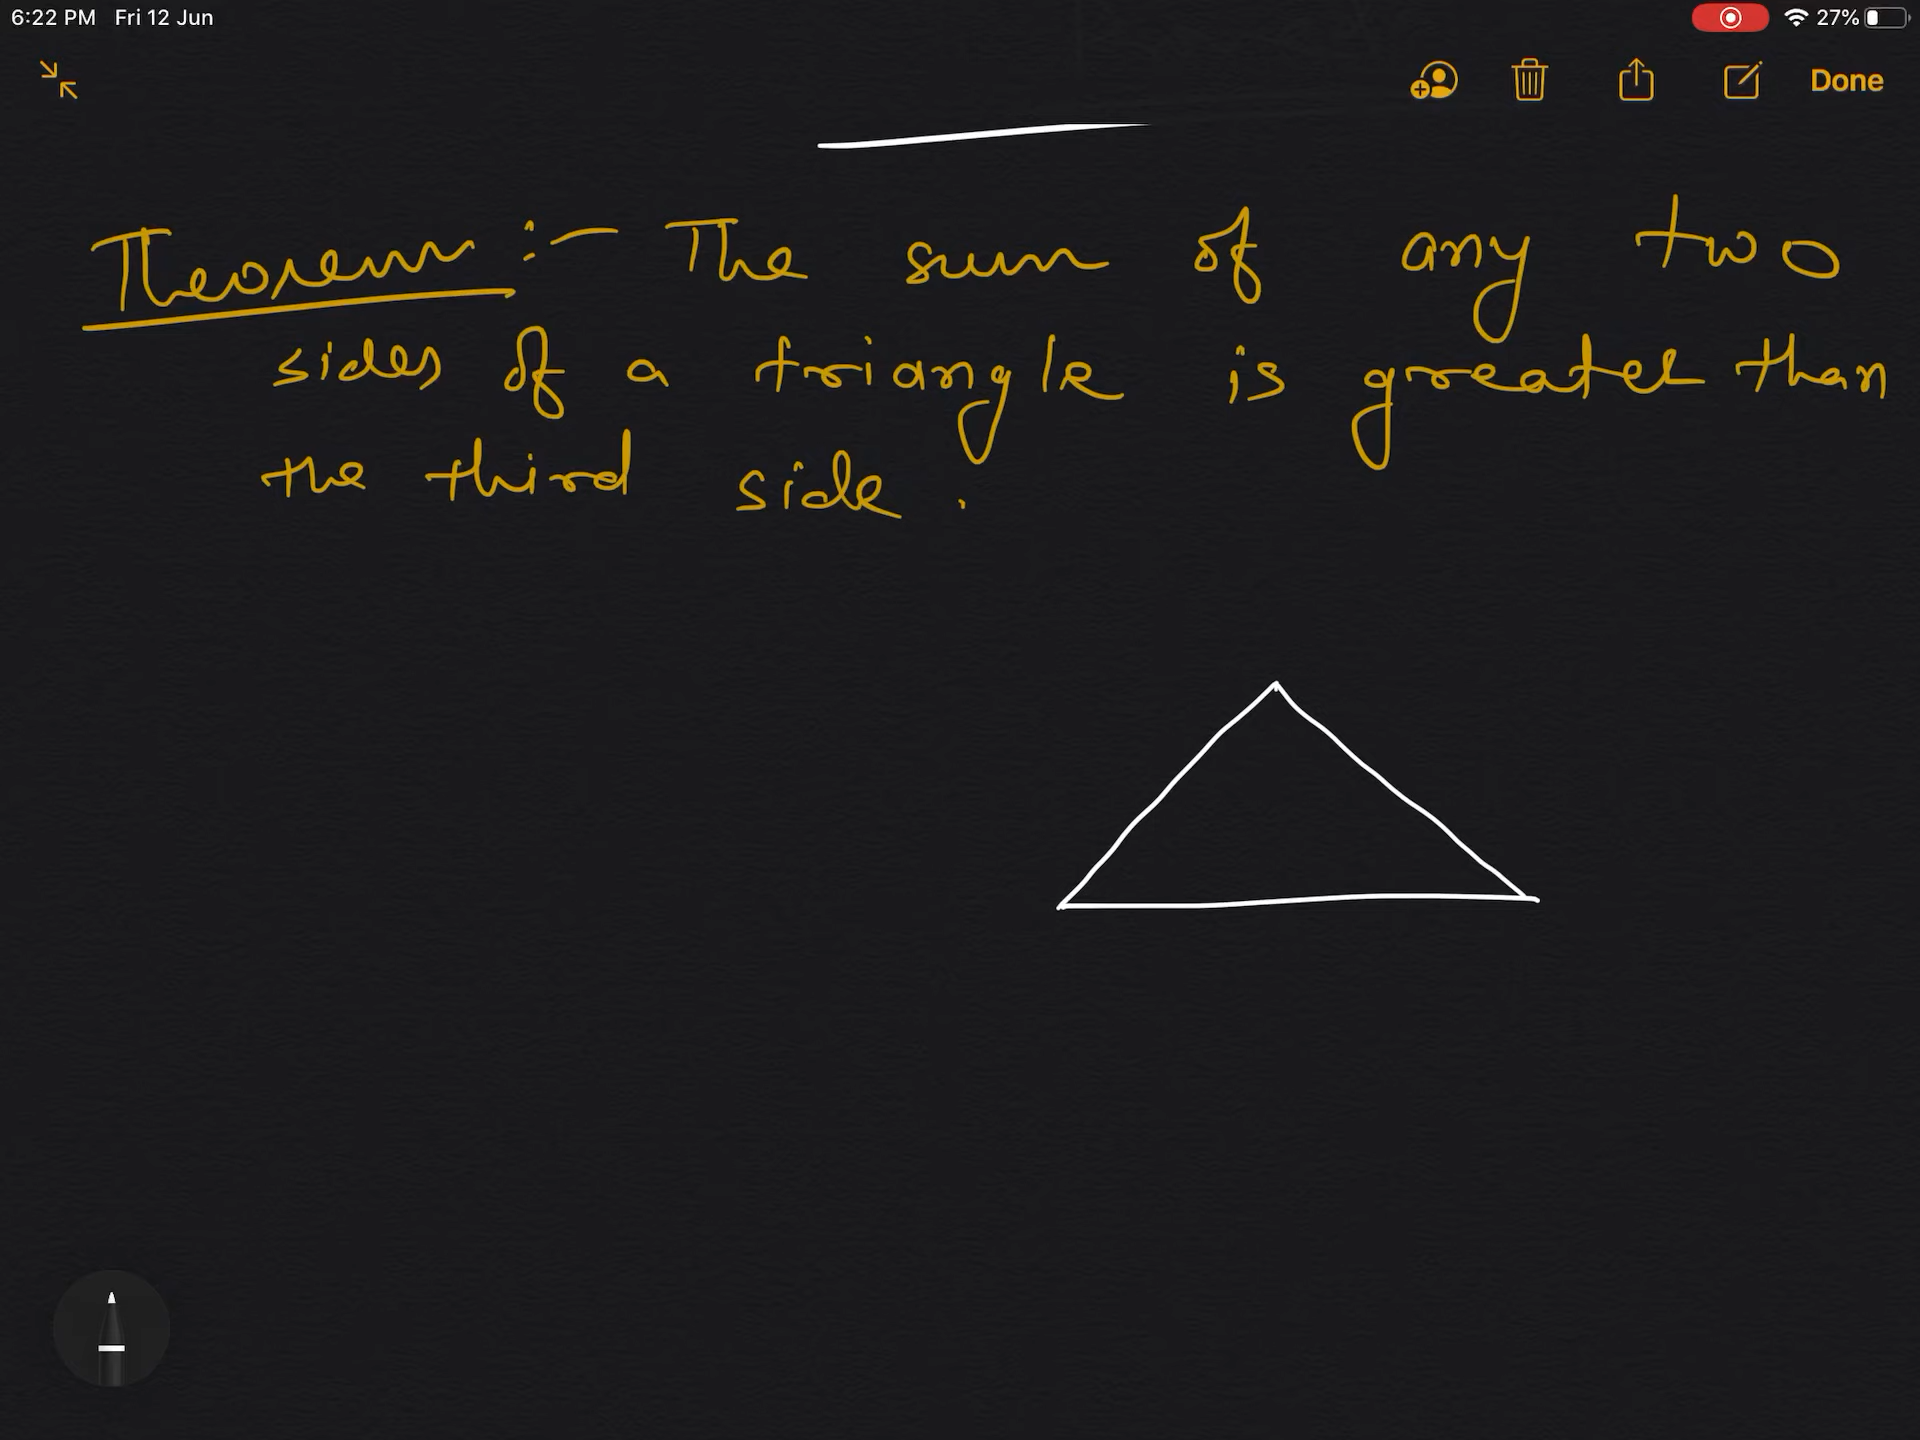 6:22 PM Fri 12 Jun 27%
Done
Theorem :- The sum of any two
sides of a triangle is greater than
the third side.